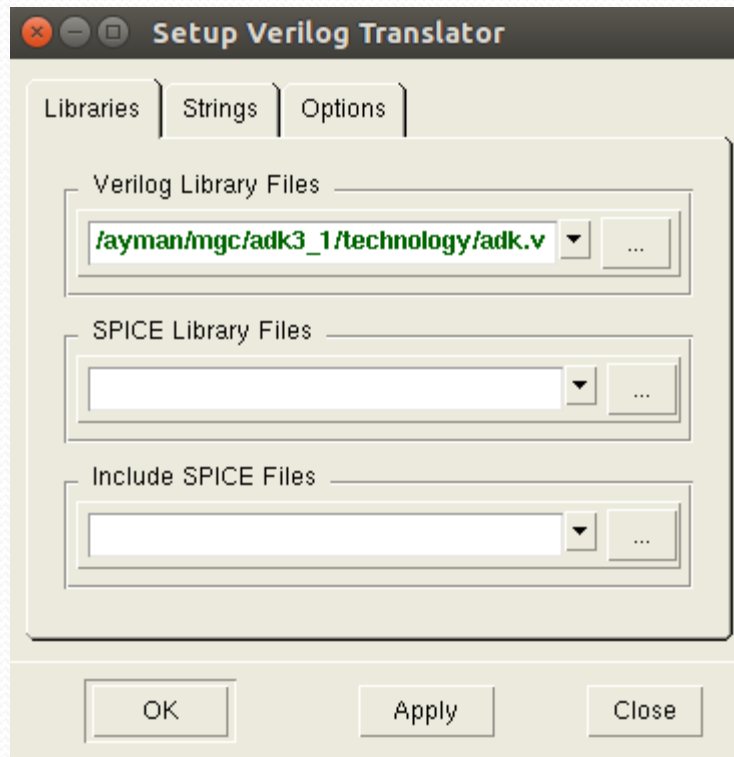 Setup Verilog Translator
Libraries Strings Options
Verilog Library Files
/ayman/mgc/adk3_1/technology/adk.v ...
SPICE Library Files
...
Include SPICE Files
...
OK Apply Close